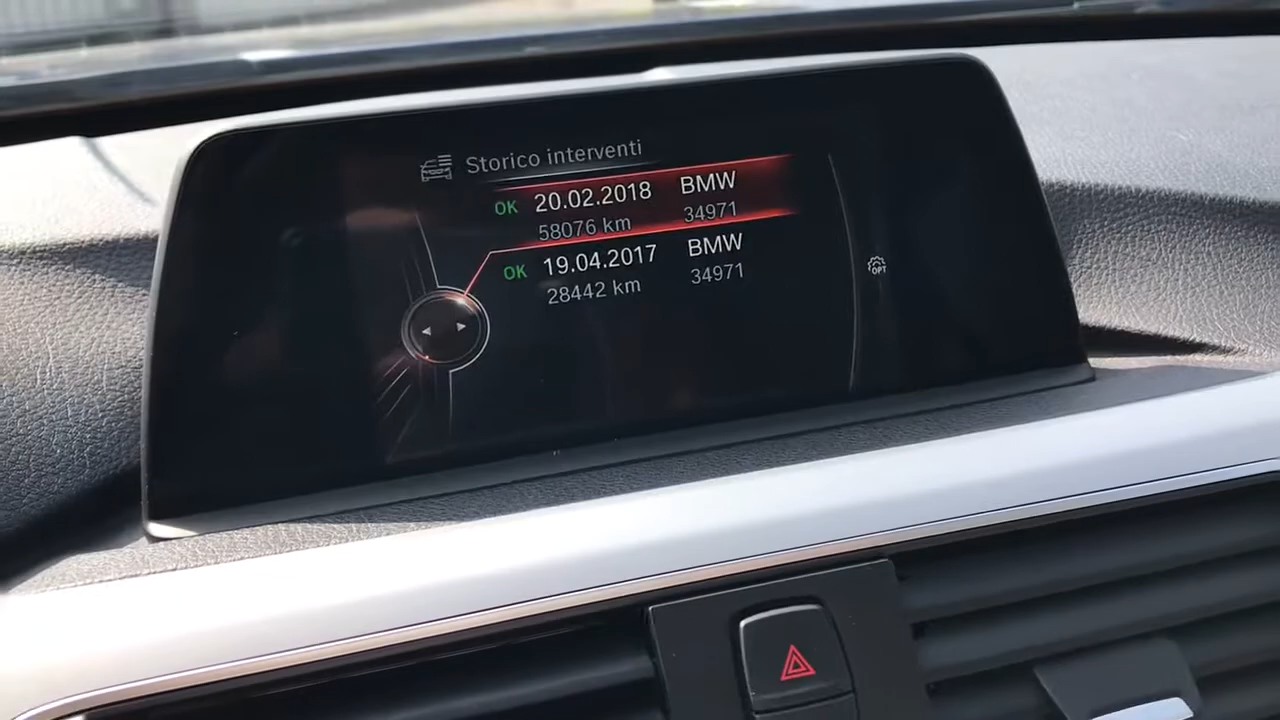 Storico interventi
OK 20.02.2018 BMW
58076 km 34971
OK 19.04.2017 BMW
28442 km 34971
OPT